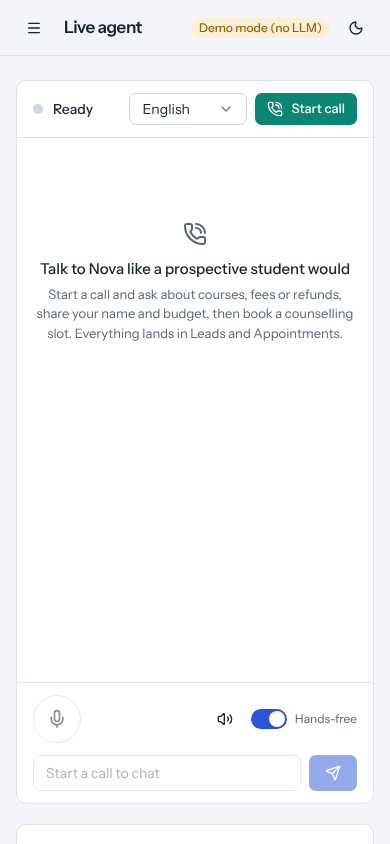 Live agent
Demo mode (no LLM)
Ready
English
Start call
Talk to Nova like a prospective student would
Start a call and ask about courses, fees or refunds,
share your name and budget, then book a counselling
slot. Everything lands in Leads and Appointments.
Hands-free
Start a call to chat